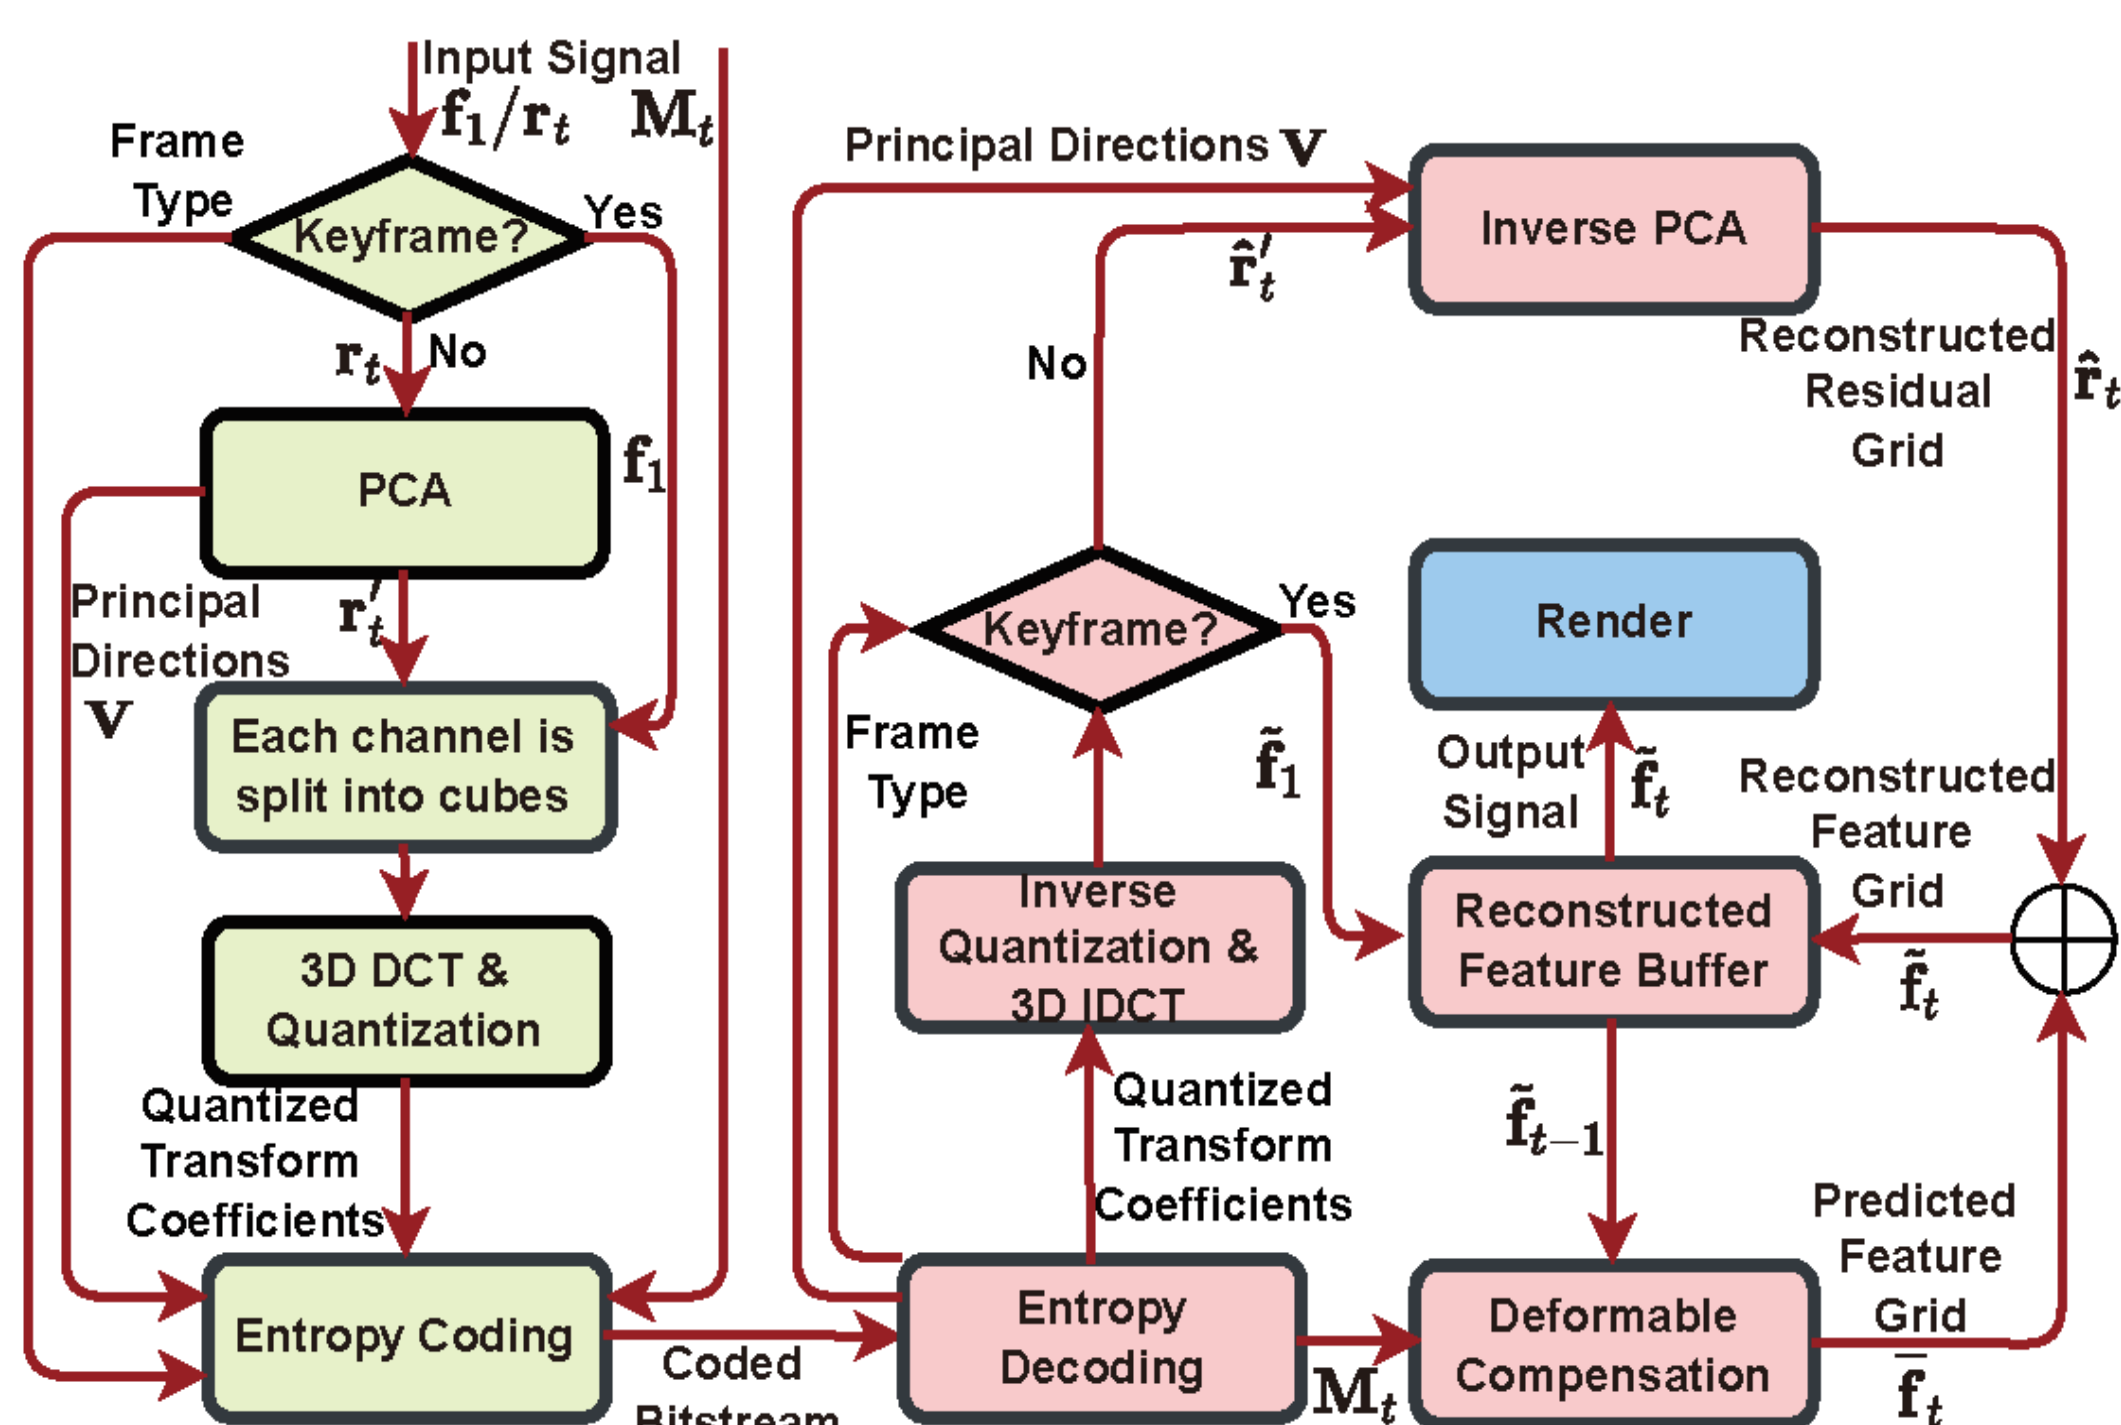 Input Signal
f₁/rₜ
Mₜ
Frame
Type
Keyframe?
Yes
No
rₜ
PCA
f₁
Principal
Directions
V
r′ₜ
Each channel is
split into cubes
3D DCT &
Quantization
Quantized
Transform
Coefficients
Entropy Coding
Coded
Bitstream
Principal Directions V
Inverse PCA
r̂′ₜ
No
Reconstructed
Residual
Grid
r̂ₜ
Keyframe?
Yes
Frame
Type
f̃₁
Render
Output
Signal
f̃ₜ
Reconstructed
Feature
Grid
f̃ₜ
Inverse
Quantization &
3D IDCT
Reconstructed
Feature Buffer
Quantized
Transform
Coefficients
f̃ₜ₋₁
Predicted
Feature
Grid
f̄ₜ
Entropy
Decoding
Mₜ
Deformable
Compensation